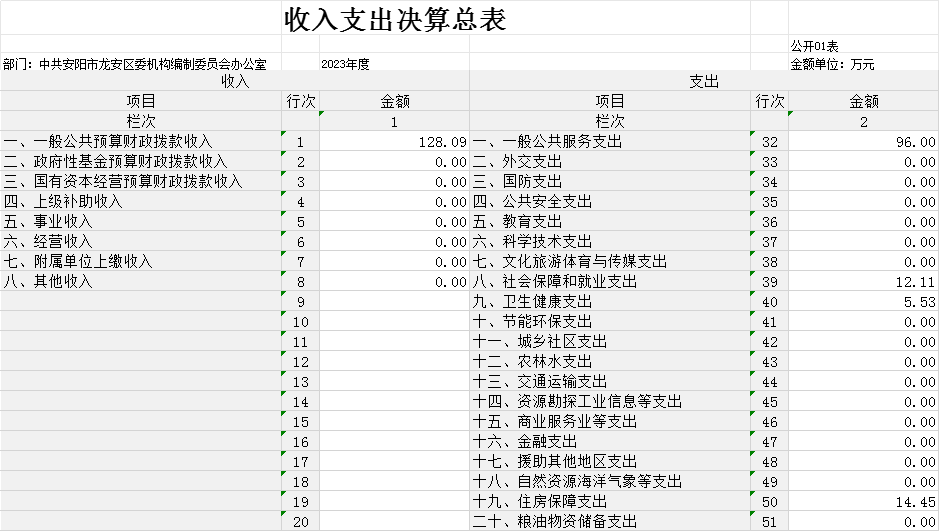 收入支出决算总表
公开01表
部门：中共安阳市龙安区委机构编制委员会办公室 2023年度 金额单位：万元
收入 支出
项目 行次 金额 项目 行次 金额
栏次 1 栏次 2
一、一般公共预算财政拨款收入 1 128.09 一、一般公共服务支出 32 96.00
二、政府性基金预算财政拨款收入 2 0.00 二、外交支出 33 0.00
三、国有资本经营预算财政拨款收入 3 0.00 三、国防支出 34 0.00
四、上级补助收入 4 0.00 四、公共安全支出 35 0.00
五、事业收入 5 0.00 五、教育支出 36 0.00
六、经营收入 6 0.00 六、科学技术支出 37 0.00
七、附属单位上缴收入 7 0.00 七、文化旅游体育与传媒支出 38 0.00
八、其他收入 8 0.00 八、社会保障和就业支出 39 12.11
9 九、卫生健康支出 40 5.53
10 十、节能环保支出 41 0.00
11 十一、城乡社区支出 42 0.00
12 十二、农林水支出 43 0.00
13 十三、交通运输支出 44 0.00
14 十四、资源勘探工业信息等支出 45 0.00
15 十五、商业服务业等支出 46 0.00
16 十六、金融支出 47 0.00
17 十七、援助其他地区支出 48 0.00
18 十八、自然资源海洋气象等支出 49 0.00
19 十九、住房保障支出 50 14.45
20 二十、粮油物资储备支出 51 0.00